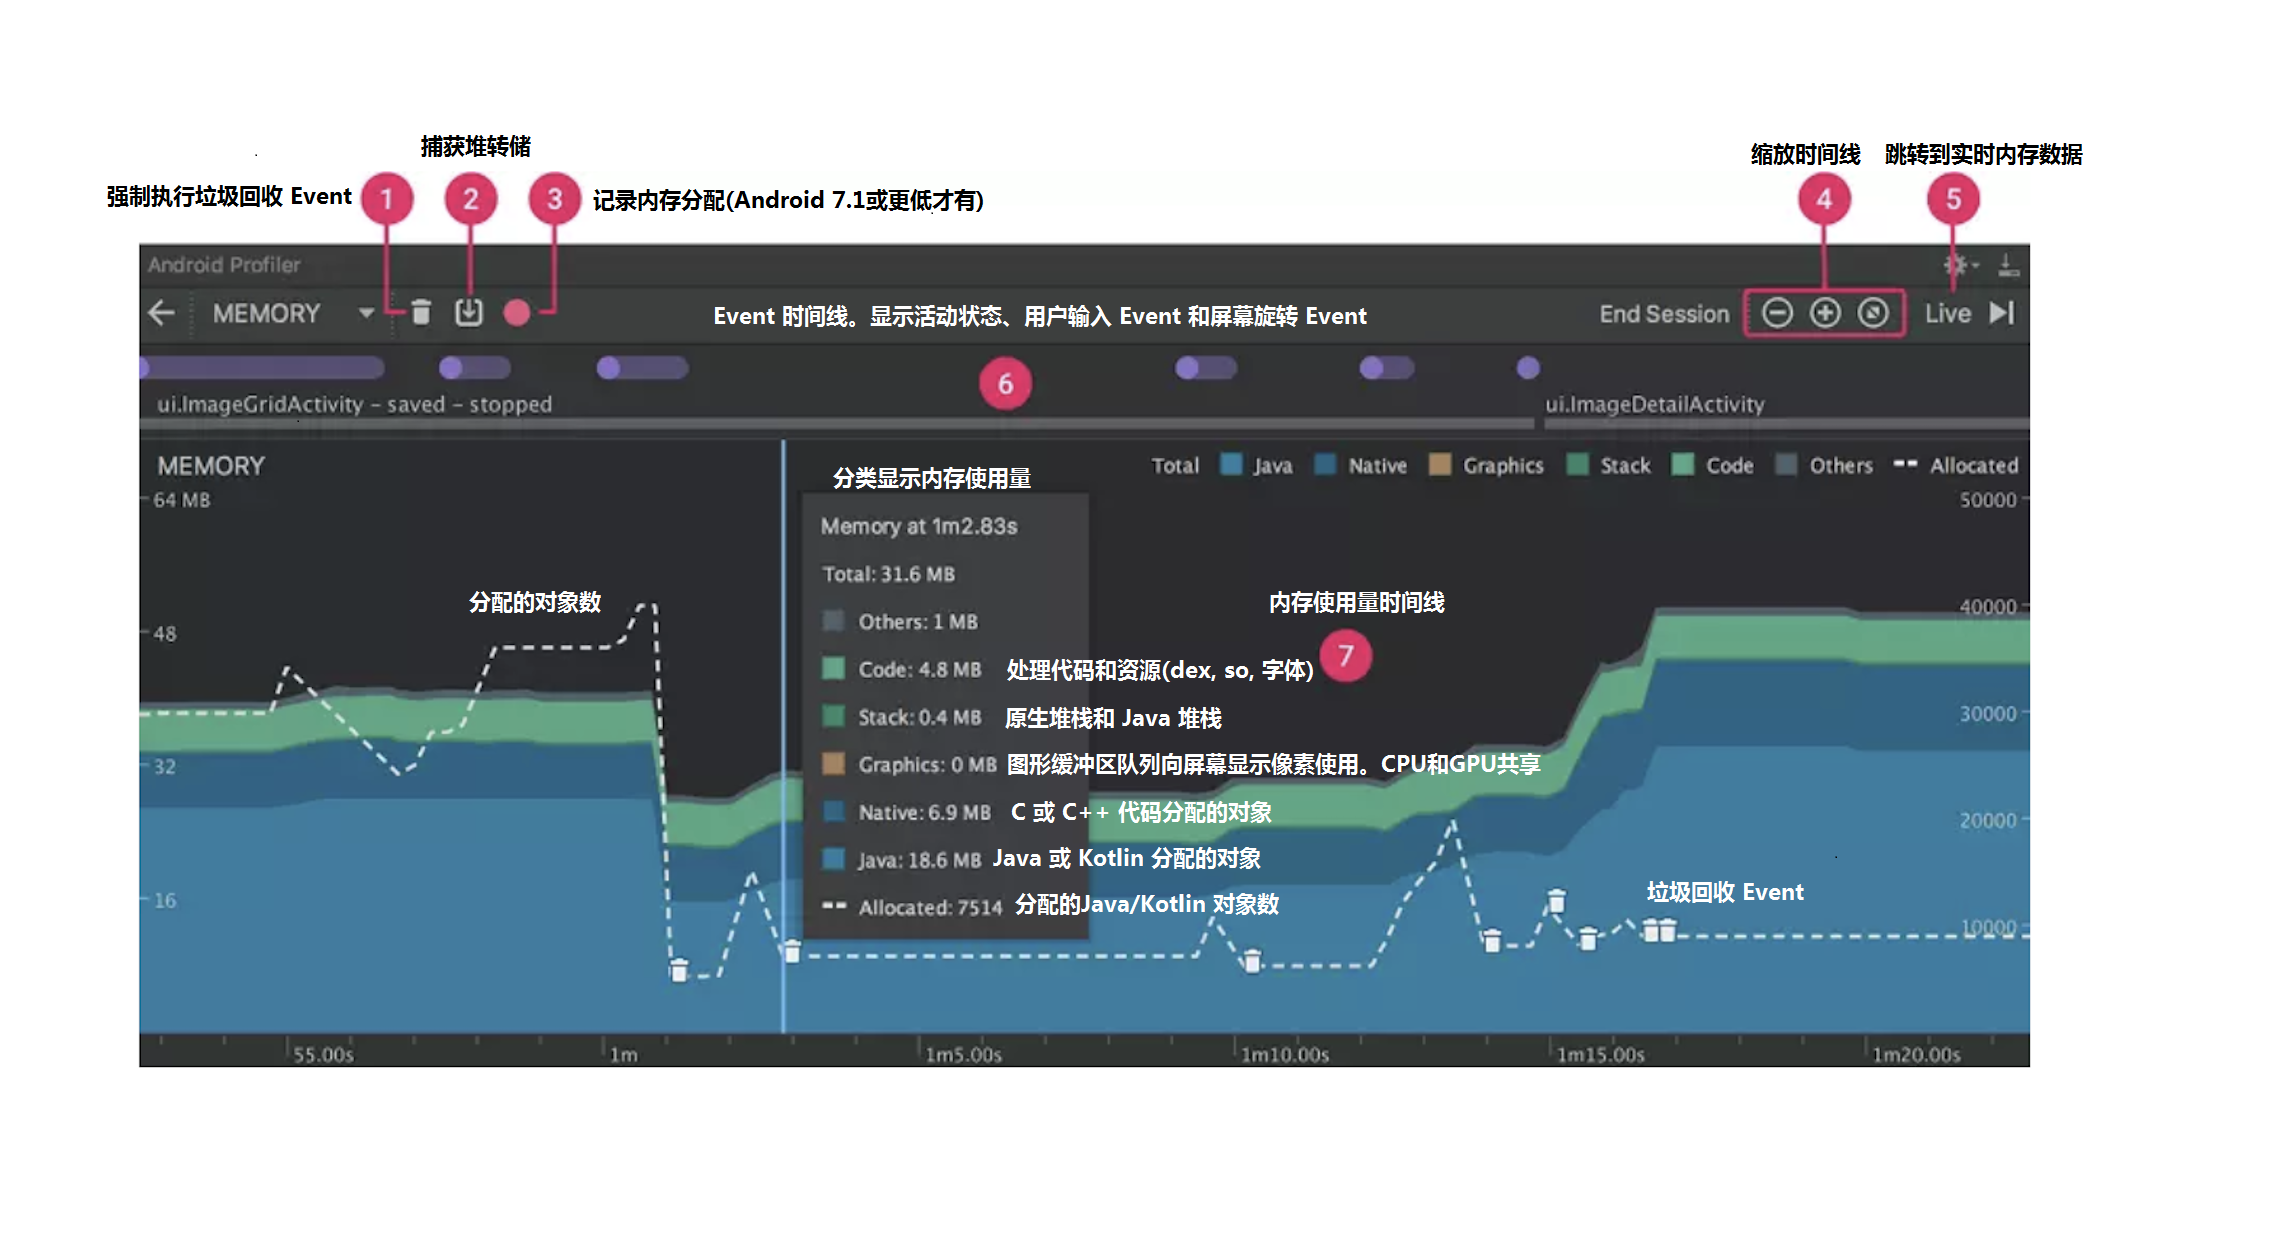 捕获堆转储
缩放时间线
跳转到实时内存数据
强制执行垃圾回收 Event
1
2
3
记录内存分配(Android 7.1或更低才有)
4
5
Android Profiler
MEMORY
Event 时间线。显示活动状态、用户输入 Event 和屏幕旋转 Event
End Session
Live
6
ui.ImageGridActivity – saved – stopped
ui.ImageDetailActivity
MEMORY
分类显示内存使用量
Total
Java
Native
Graphics
Stack
Code
Others
Allocated
64 MB
50000
Memory at 1m2.83s
Total: 31.6 MB
分配的对象数
内存使用量时间线
40000
48
Others: 1 MB
7
Code: 4.8 MB
处理代码和资源(dex, so, 字体)
Stack: 0.4 MB
原生堆栈和 Java 堆栈
30000
32
Graphics: 0 MB
图形缓冲区队列向屏幕显示像素使用。CPU和GPU共享
Native: 6.9 MB
C 或 C++ 代码分配的对象
20000
Java: 18.6 MB
Java 或 Kotlin 分配的对象
16
Allocated: 7514
分配的Java/Kotlin 对象数
垃圾回收 Event
10000
55.00s
1m
1m5.00s
1m10.00s
1m15.00s
1m20.00s